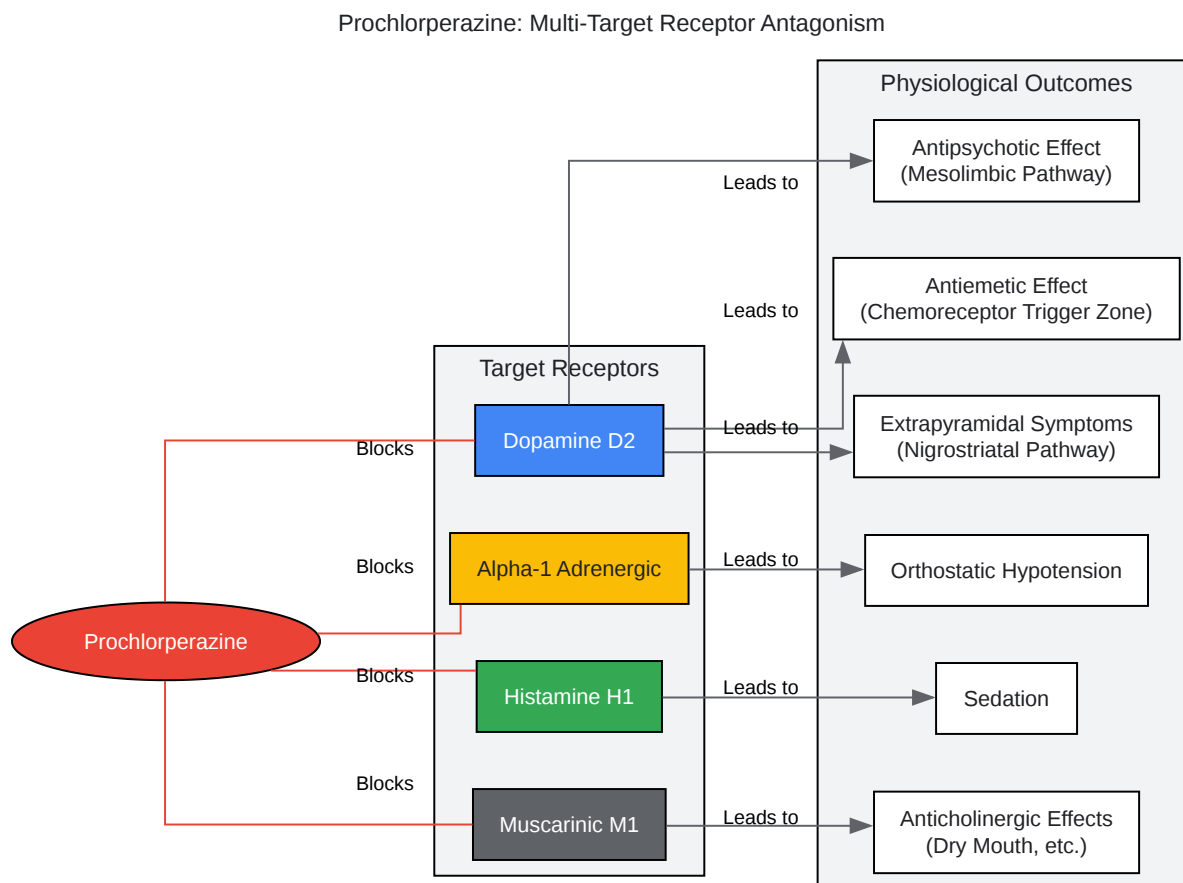 Prochlorperazine: Multi-Target Receptor Antagonism
Physiological Outcomes
Antipsychotic Effect
(Mesolimbic Pathway)
Leads to
Antiemetic Effect
(Chemoreceptor Trigger Zone)
Leads to
Target Receptors
Dopamine D2
Blocks
Leads to
Extrapyramidal Symptoms
(Nigrostriatal Pathway)
Blocks
Alpha-1 Adrenergic
Leads to
Orthostatic Hypotension
Prochlorperazine
Blocks
Histamine H1
Leads to
Sedation
Blocks
Muscarinic M1
Leads to
Anticholinergic Effects
(Dry Mouth, etc.)